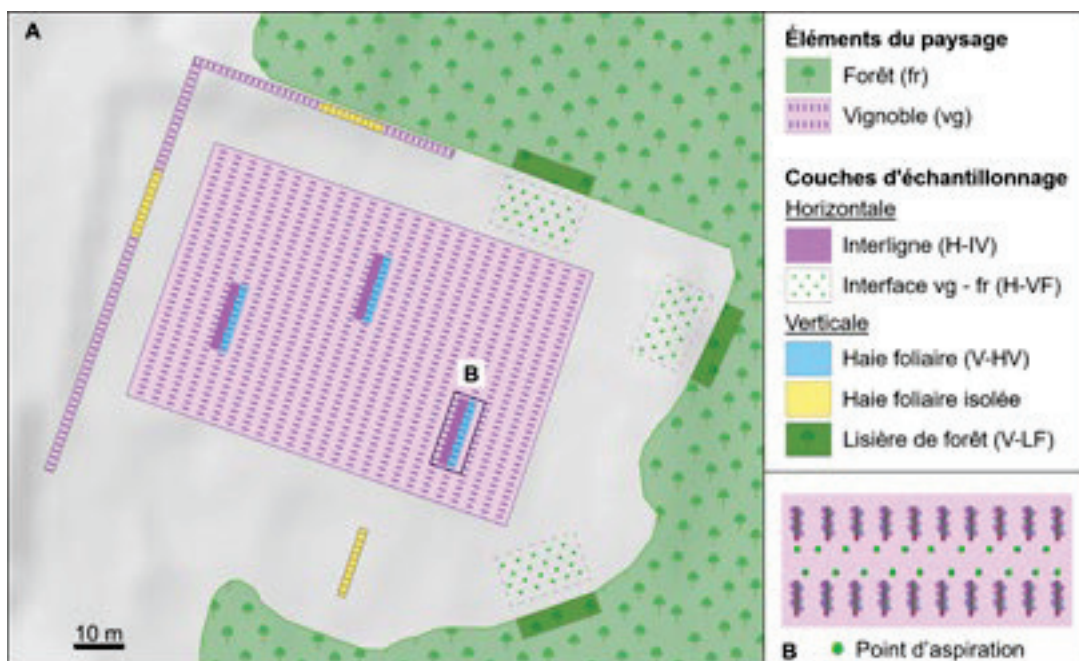 A
B
10 m
Éléments du paysage
Forêt (fr)
Vignoble (vg)
Couches d'échantillonnage
Horizontale
Interligne (H-IV)
Interface vg - fr (H-VF)
Verticale
Haie foliaire (V-HV)
Haie foliaire isolée
Lisière de forêt (V-LF)
B Point d'aspiration